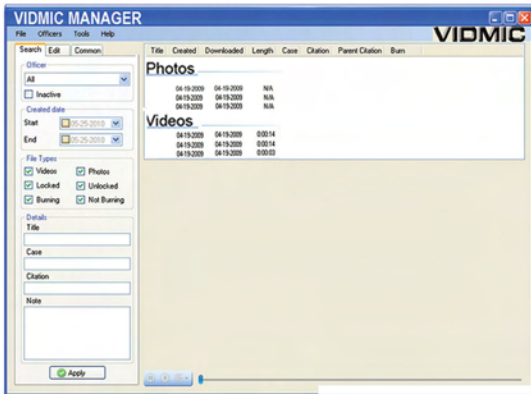 VIDMIC MANAGER
File Officers Tools Help
VIDMIC
Search Edit Common
Title Created Downloaded Length Case Citation Parent Citation Burn
Officer
All
Inactive
Created date
Start 05-25-2010
End 05-25-2010
File Types
Videos Photos
Locked Unlocked
Burning Not Burning
Details
Title
Case
Citation
Note
Apply
Photos
04-19-2009 04-19-2009 N/A
04-19-2009 04-19-2009 N/A
04-19-2009 04-19-2009 N/A
Videos
04-19-2009 04-19-2009 0:00:14
04-19-2009 04-19-2009 0:00:14
04-19-2009 04-19-2009 0:00:03